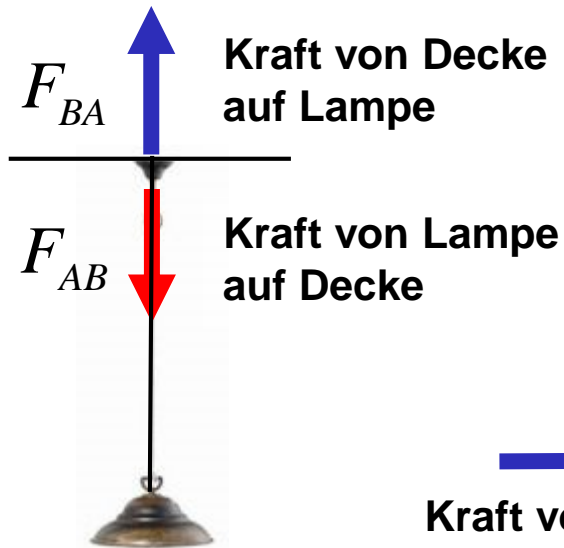 F_BA
Kraft von Decke
auf Lampe
F_AB
Kraft von Lampe
auf Decke
Kraft